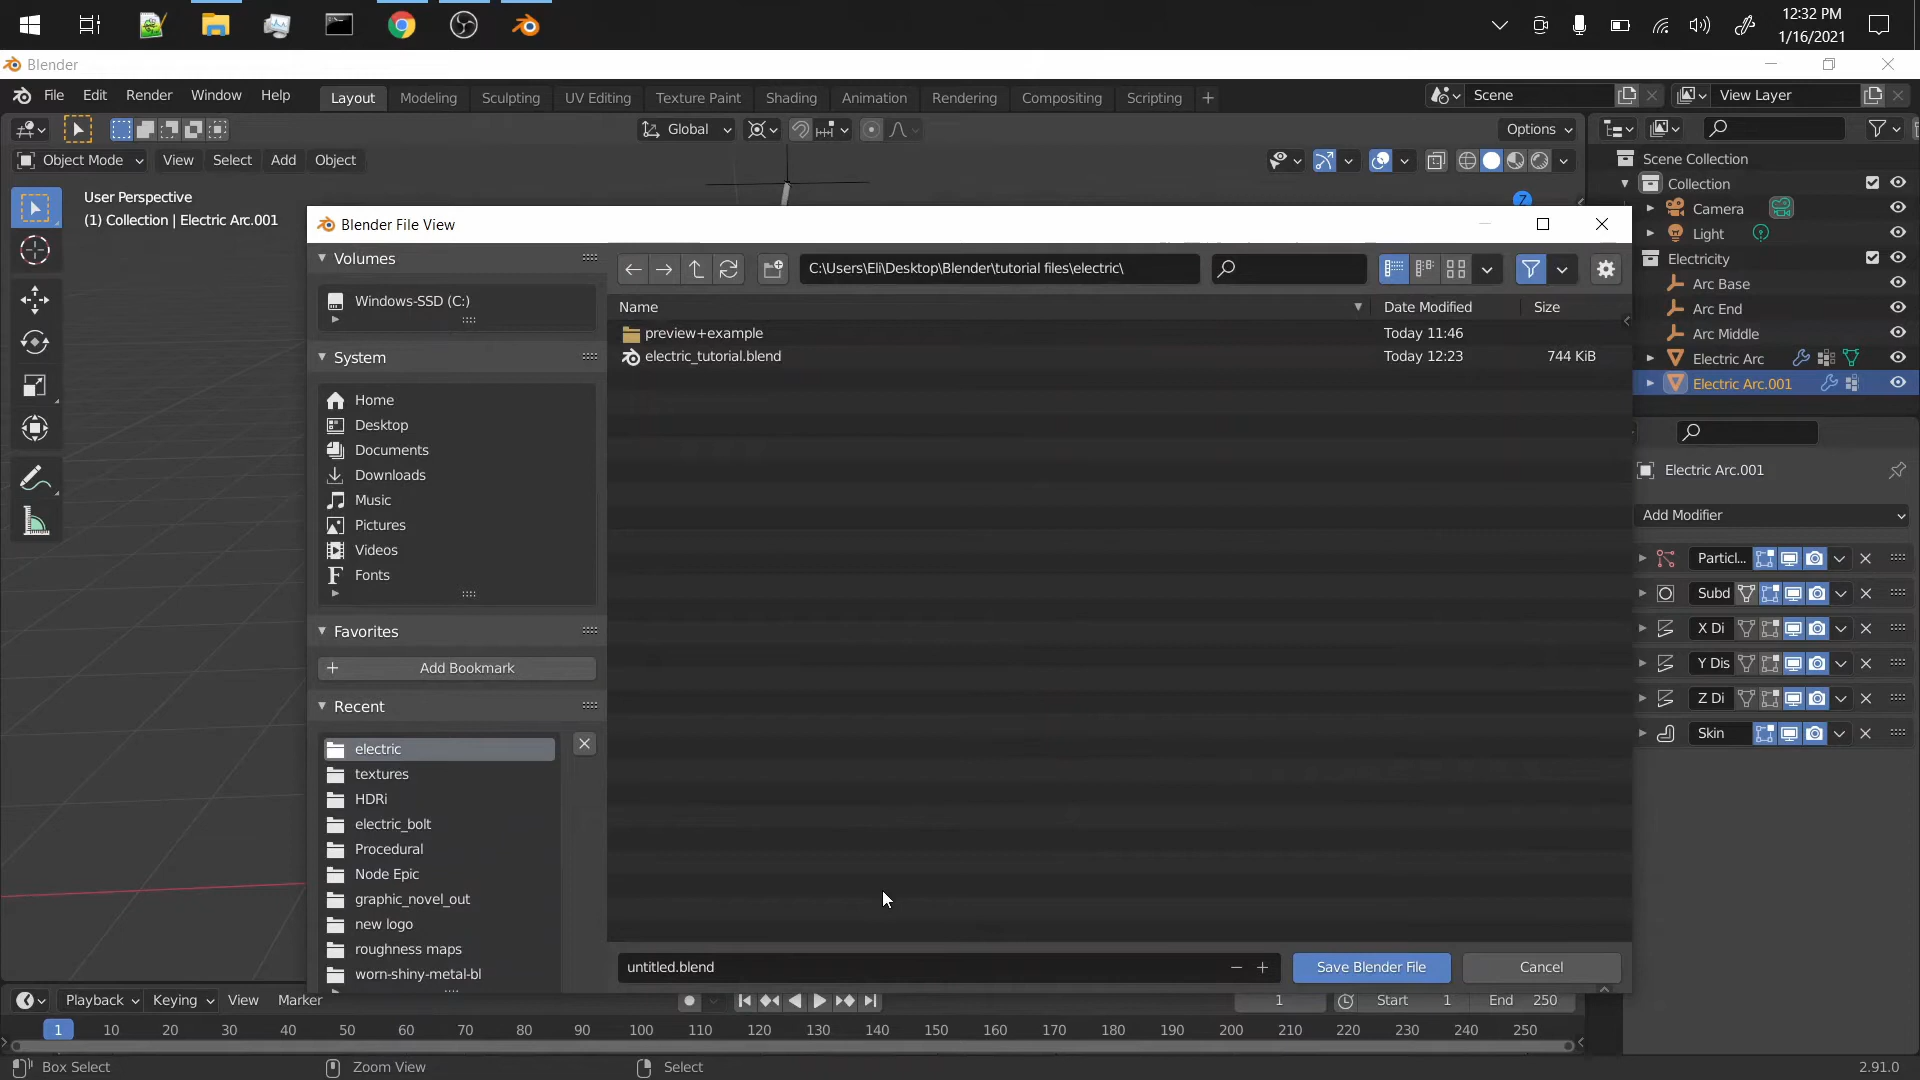 12:32 PM
1/16/2021
Blender
File Edit Render Window Help Layout Modeling Sculpting UV Editing Texture Paint Shading Animation Rendering Compositing Scripting + Scene View Layer
Global Options
Object Mode View Select Add Object
User Perspective
(1) Collection | Electric Arc.001
Z
Scene Collection
Collection
Camera
Light
Electricity
Arc Base
Arc End
Arc Middle
Electric Arc
Electric Arc.001
Blender File View
Volumes
Windows-SSD (C:)
System
Home
Desktop
Documents
Downloads
Music
Pictures
Videos
Fonts
Favorites
Add Bookmark
Recent
electric
textures
HDRi
electric_bolt
Procedural
Node Epic
graphic_novel_out
new logo
roughness maps
worn-shiny-metal-bl
C:\Users\Eli\Desktop\Blender\tutorial files\electric\
Name Date Modified Size
preview+example Today 11:46
electric_tutorial.blend Today 12:23 744 KiB
untitled.blend Save Blender File Cancel
Electric Arc.001
Add Modifier
Particl...
Subd
X Di
Y Dis
Z Di
Skin
Playback Keying View Marker 1 Start 1 End 250
1 10 20 30 40 50 60 70 80 90 100 110 120 130 140 150 160 170 180 190 200 210 220 230 240 250
Box Select Zoom View Select 2.91.0